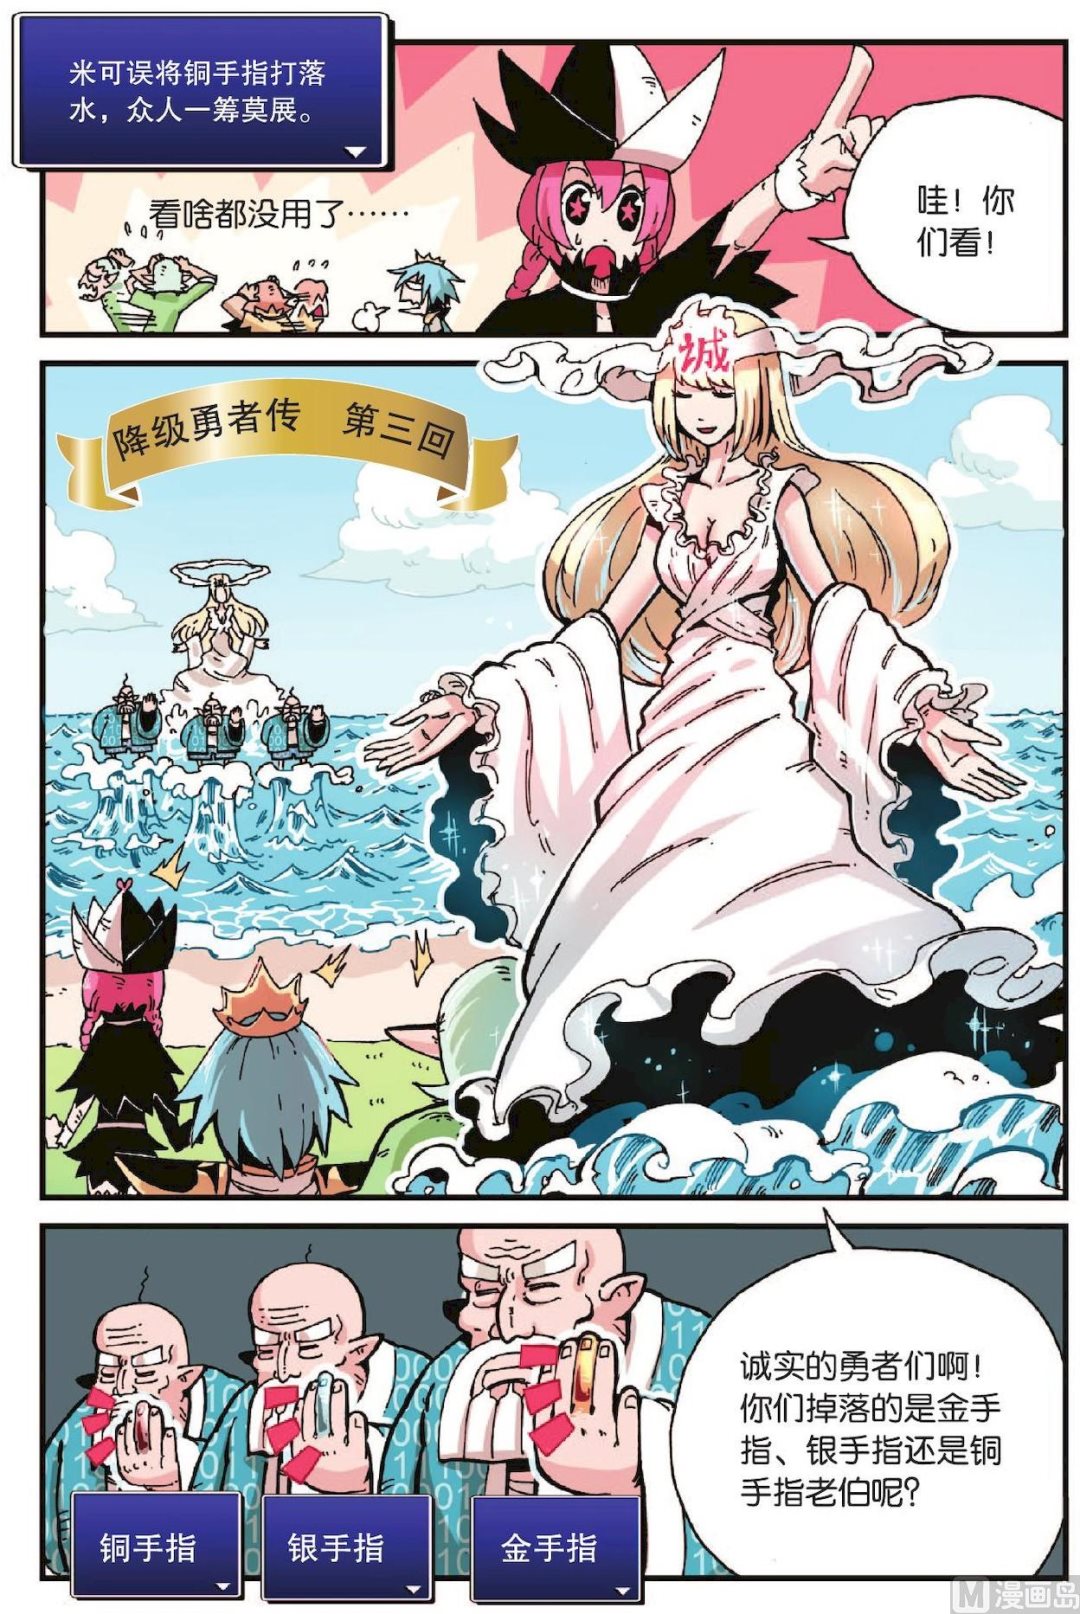 米可误将铜手指打落
水，众人一筹莫展。
看啥都没用了……
哇！你
们看！
诚
降级勇者传 第三回
诚实的勇者们啊！
你们掉落的是金手
指、银手指还是铜
手指老伯呢？
铜手指
银手指
金手指
漫画岛